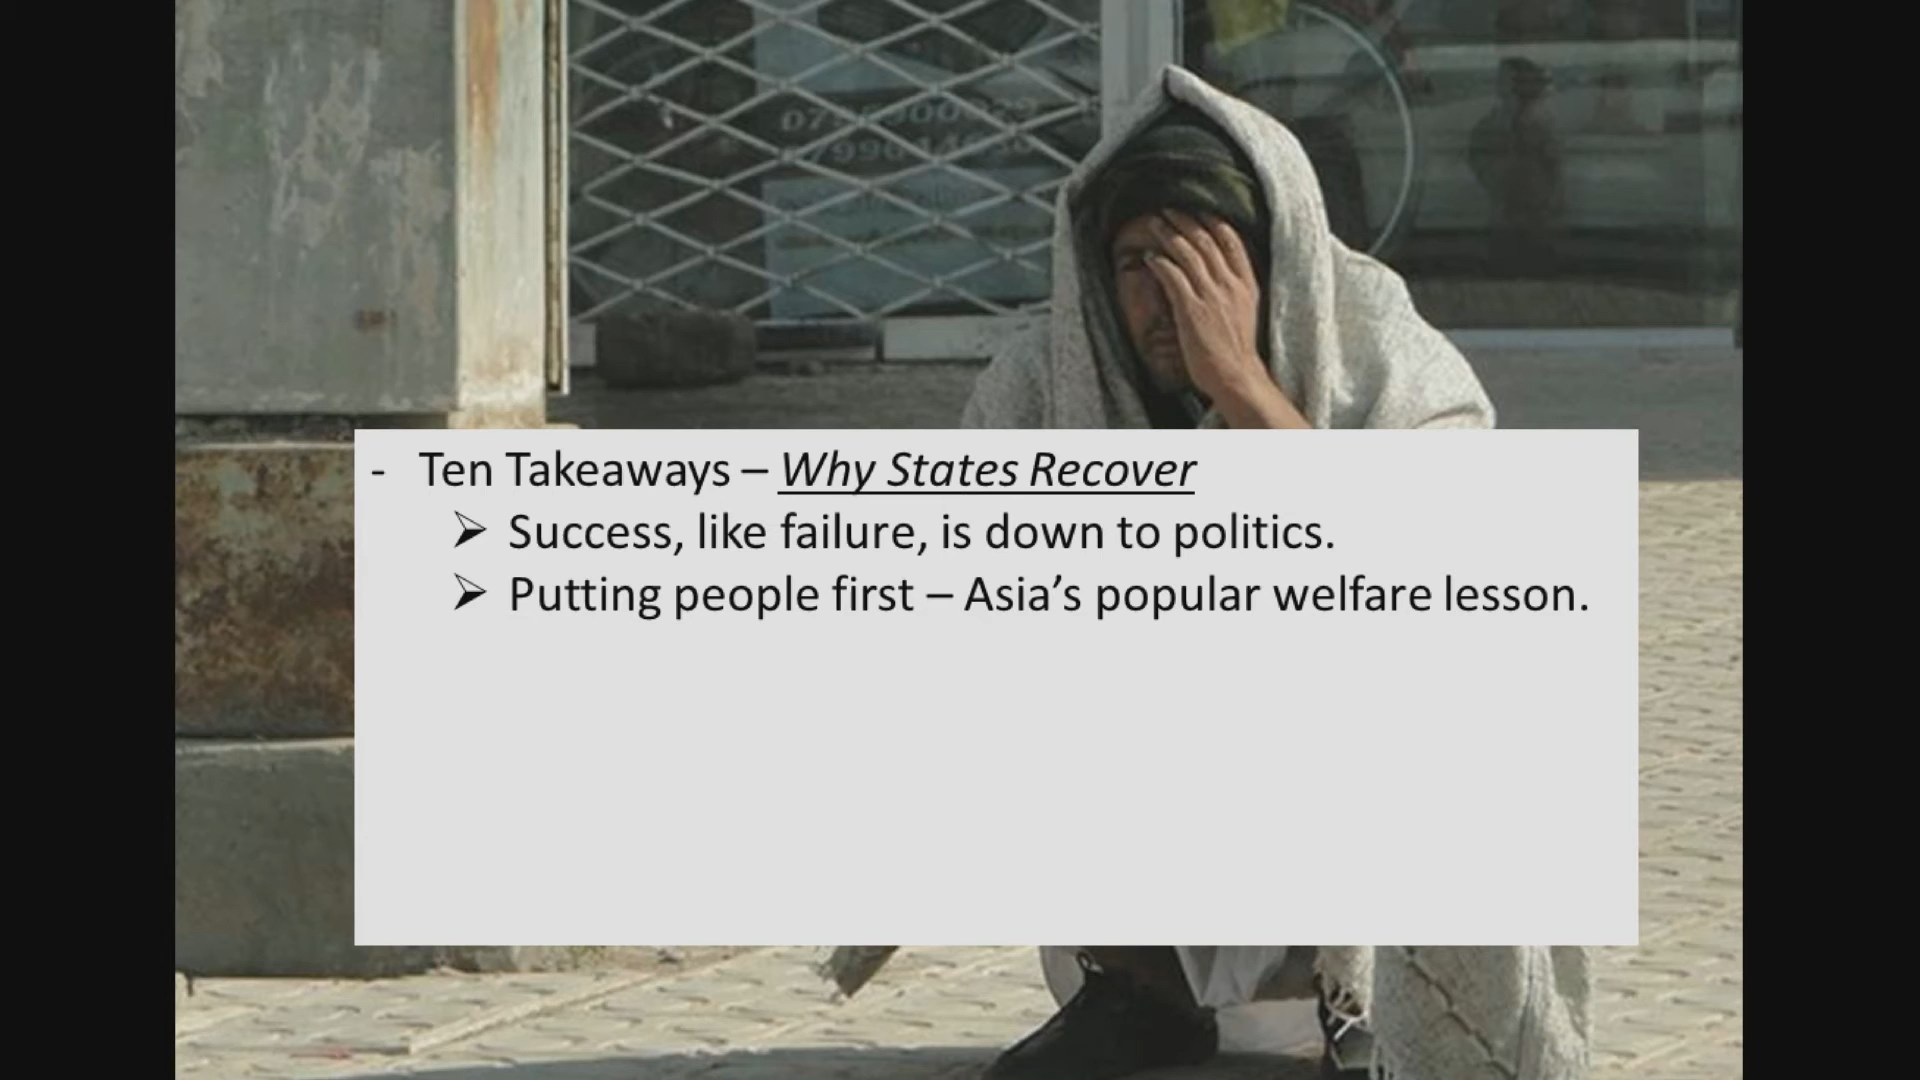 - Ten Takeaways – Why States Recover
➢ Success, like failure, is down to politics.
➢ Putting people first – Asia’s popular welfare lesson.